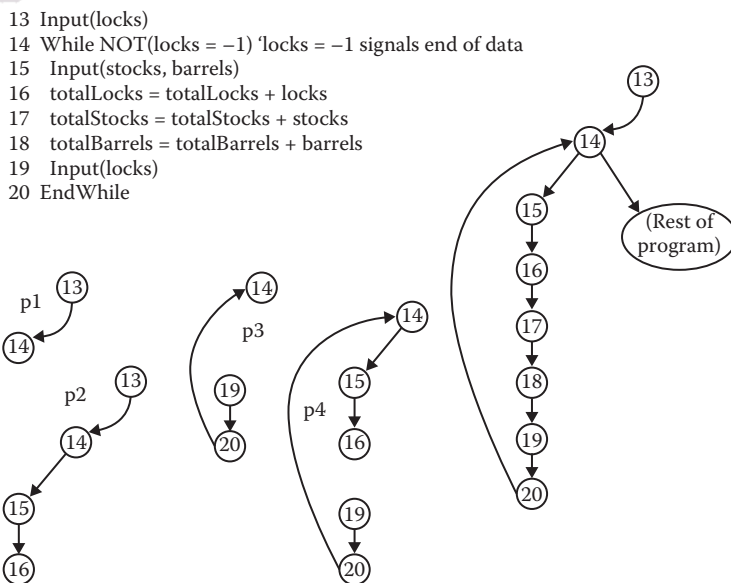 13 Input(locks)
14 While NOT(locks = −1) ‘locks = −1 signals end of data
15 Input(stocks, barrels)
16 totalLocks = totalLocks + locks
17 totalStocks = totalStocks + stocks
18 totalBarrels = totalBarrels + barrels
19 Input(locks)
20 EndWhile
13
14
15
(Rest of
program)
16
17
18
19
20
p1
13
14
p2
13
14
15
16
p3
14
19
20
p4
14
15
16
19
20